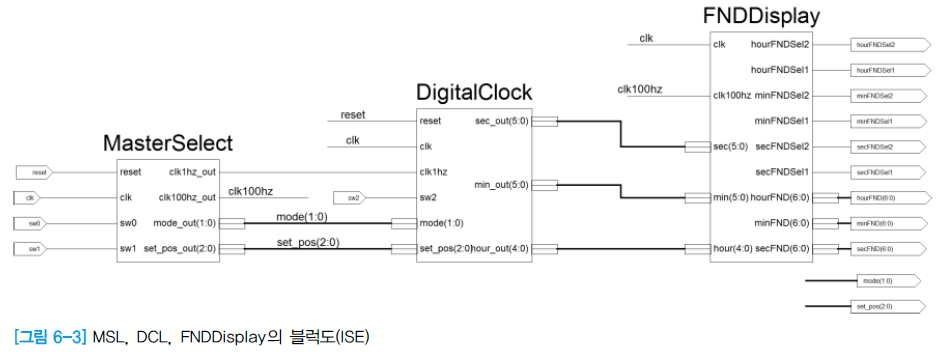 FNDDisplay
clk
clk
hourFNDSel2
hourFNDSel2
hourFNDSel1
hourFNDSel1
clk100hz
clk100hz
minFNDSel2
minFNDSel2
minFNDSel1
minFNDSel1
sec(5:0)
secFNDSel2
secFNDSel2
secFNDSel1
secFNDSel1
min(5:0)
hourFND(6:0)
hourFND(6:0)
minFND(6:0)
minFND(6:0)
hour(4:0)
secFND(6:0)
secFND(6:0)
mode(1:0)
set_pos(2:0)
DigitalClock
reset
reset
sec_out(5:0)
clk
clk
clk1hz
min_out(5:0)
sw2
sw2
mode(1:0)
mode(1:0)
set_pos(2:0)
set_pos(2:0)
hour_out(4:0)
MasterSelect
reset
reset
clk1hz_out
clk
clk
clk100hz_out
clk100hz
sw0
sw0
mode_out(1:0)
sw1
sw1
set_pos_out(2:0)
[그림 6-3] MSL, DCL, FNDDisplay의 블럭도(ISE)